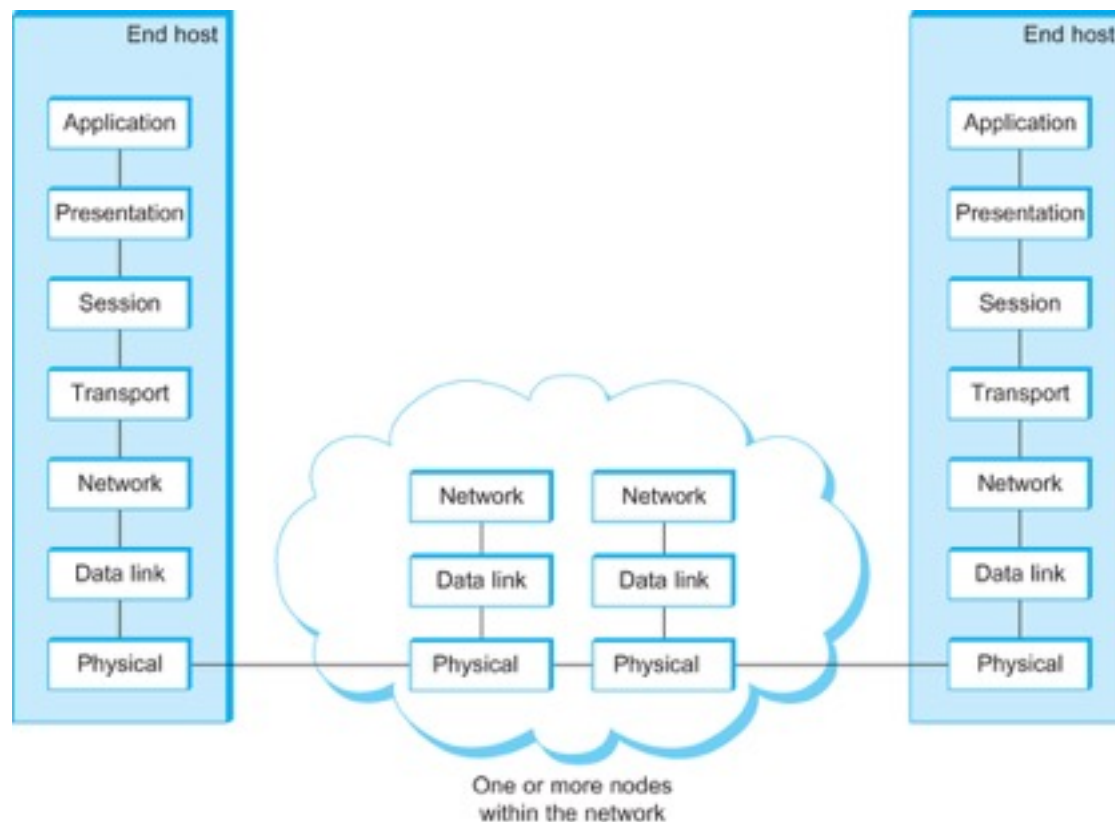 End host
Application
Presentation
Session
Transport
Network
Data link
Physical
Network
Data link
Physical
Network
Data link
Physical
One or more nodes
within the network
End host
Application
Presentation
Session
Transport
Network
Data link
Physical